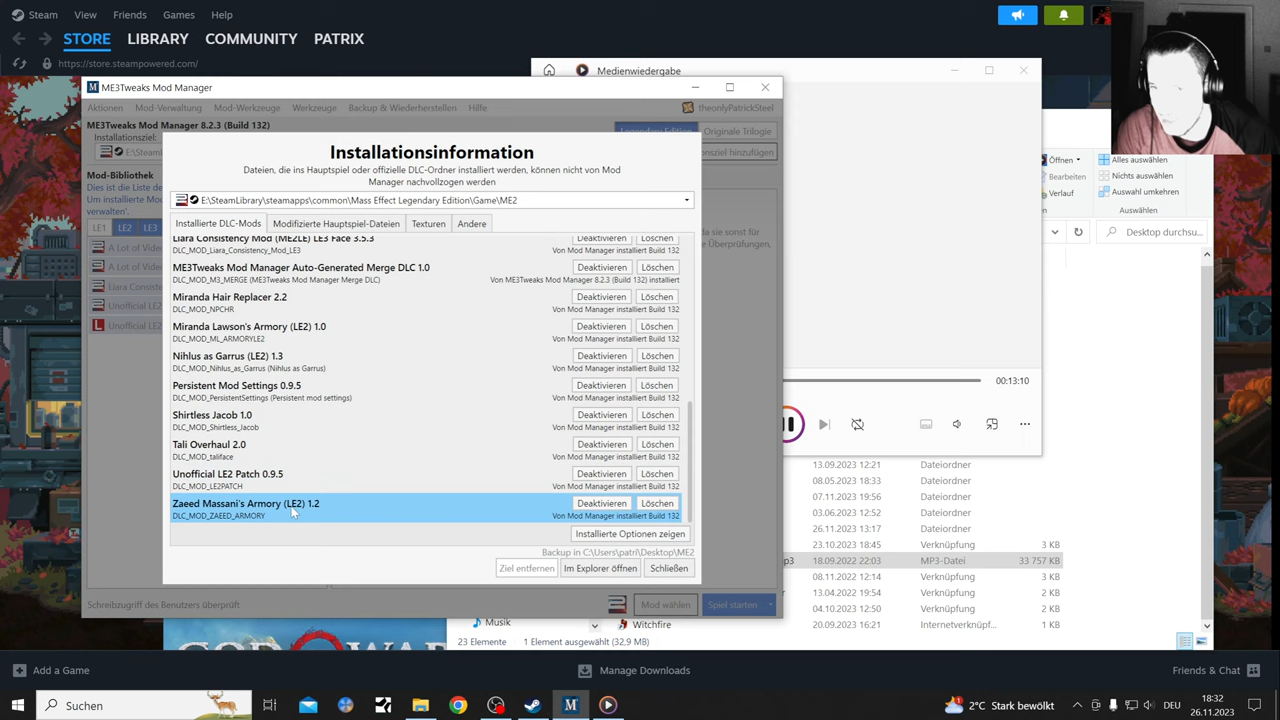 Steam View Friends Games Help
STORE LIBRARY COMMUNITY PATRIX
https://store.steampowered.com/
Medienwiedergabe
ME3Tweaks Mod Manager
Aktionen Mod-Verwaltung Mod-Werkzeuge Werkzeuge Backup & Wiederherstellen Hilfe theonlyPatrickSteel
ME3Tweaks Mod Manager 8.2.3 (Build 132)
Legendary Edition Originale Trilogie
Installationsziel:
Mod-Bibliothek
LE1 LE2 LE3
Installationsinformation
Dateien, die ins Hauptspiel oder offizielle DLC-Ordner installiert werden, können nicht von Mod
Manager nachvollzogen werden
E:\SteamLibrary\steamapps\common\Mass Effect Legendary Edition\Game\ME2
Installierte DLC-Mods Modifizierte Hauptspiel-Dateien Texturen Andere
Liara Consistency Mod (ME2LE) LE3 Face 3.5.3 Deaktivieren Löschen
DLC_MOD_Liara_Consistency_Mod_LE3 Von Mod Manager installiert Build 132
ME3Tweaks Mod Manager Auto-Generated Merge DLC 1.0 Deaktivieren Löschen
DLC_MOD_M3_MERGE (ME3Tweaks Mod Manager Merge DLC) Von ME3Tweaks Mod Manager 8.2.3 (Build 132) installiert
Miranda Hair Replacer 2.2 Deaktivieren Löschen
DLC_MOD_NPCHR Von Mod Manager installiert Build 132
Miranda Lawson's Armory (LE2) 1.0 Deaktivieren Löschen
DLC_MOD_ML_ARMORYLE2 Von Mod Manager installiert Build 132
Nihlus as Garrus (LE2) 1.3 Deaktivieren Löschen
DLC_MOD_Nihlus_as_Garrus (Nihlus as Garrus) Von Mod Manager installiert Build 132
Persistent Mod Settings 0.9.5 Deaktivieren Löschen
DLC_MOD_PersistentSettings (Persistent mod settings) Von Mod Manager installiert Build 132
Shirtless Jacob 1.0 Deaktivieren Löschen
DLC_MOD_Shirtless_Jacob Von Mod Manager installiert Build 132
Tali Overhaul 2.0 Deaktivieren Löschen
DLC_MOD_taliface Von Mod Manager installiert Build 132
Unofficial LE2 Patch 0.9.5 Deaktivieren Löschen
DLC_MOD_LE2PATCH Von Mod Manager installiert Build 132
Zaeed Massani's Armory (LE2) 1.2 Deaktivieren Löschen
DLC_MOD_ZAEED_ARMORY Von Mod Manager installiert Build 132
Installierte Optionen zeigen
Backup in C:\Users\patri\Desktop\ME2
Ziel entfernen Im Explorer öffnen Schließen
Schreibzugriff des Benutzers überprüft
Mod wählen Spiel starten
00:13:10
Öffnen Alles auswählen
Bearbeiten Nichts auswählen
Verlauf Auswahl umkehren
Auswählen
Desktop durchsu...
13.09.2023 12:21 Dateiordner
08.05.2023 18:33 Dateiordner
07.11.2023 19:56 Dateiordner
03.06.2023 12:52 Dateiordner
26.11.2023 13:17 Dateiordner
23.10.2023 18:45 Verknüpfung 3 KB
18.09.2022 22:03 MP3-Datei 33 757 KB
08.11.2022 12:14 Verknüpfung 2 KB
13.04.2022 19:54 Verknüpfung 2 KB
04.10.2023 12:50 Verknüpfung 2 KB
Musik
Witchfire 20.09.2023 16:21 Internetverknüpf... 1 KB
23 Elemente 1 Element ausgewählt (32,9 MB)
Add a Game Manage Downloads Friends & Chat
Suchen
2°C Stark bewölkt
DEU
18:32
26.11.2023